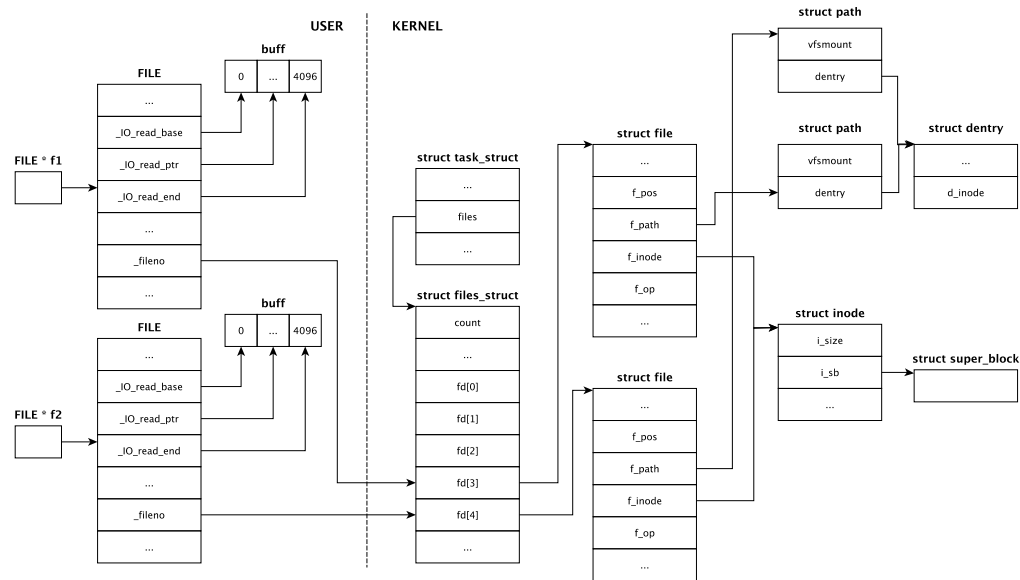 USER
KERNEL
FILE * f1
FILE
...
_IO_read_base
_IO_read_ptr
_IO_read_end
...
_fileno
...
buff
0 ... 4096
FILE * f2
FILE
...
_IO_read_base
_IO_read_ptr
_IO_read_end
...
_fileno
...
buff
0 ... 4096
struct task_struct
...
files
...
struct files_struct
count
...
fd[0]
fd[1]
fd[2]
fd[3]
fd[4]
...
struct file
...
f_pos
f_path
f_inode
f_op
...
struct file
...
f_pos
f_path
f_inode
f_op
...
struct path
vfsmount
dentry
struct path
vfsmount
dentry
struct dentry
...
d_inode
struct inode
i_size
i_sb
...
struct super_block